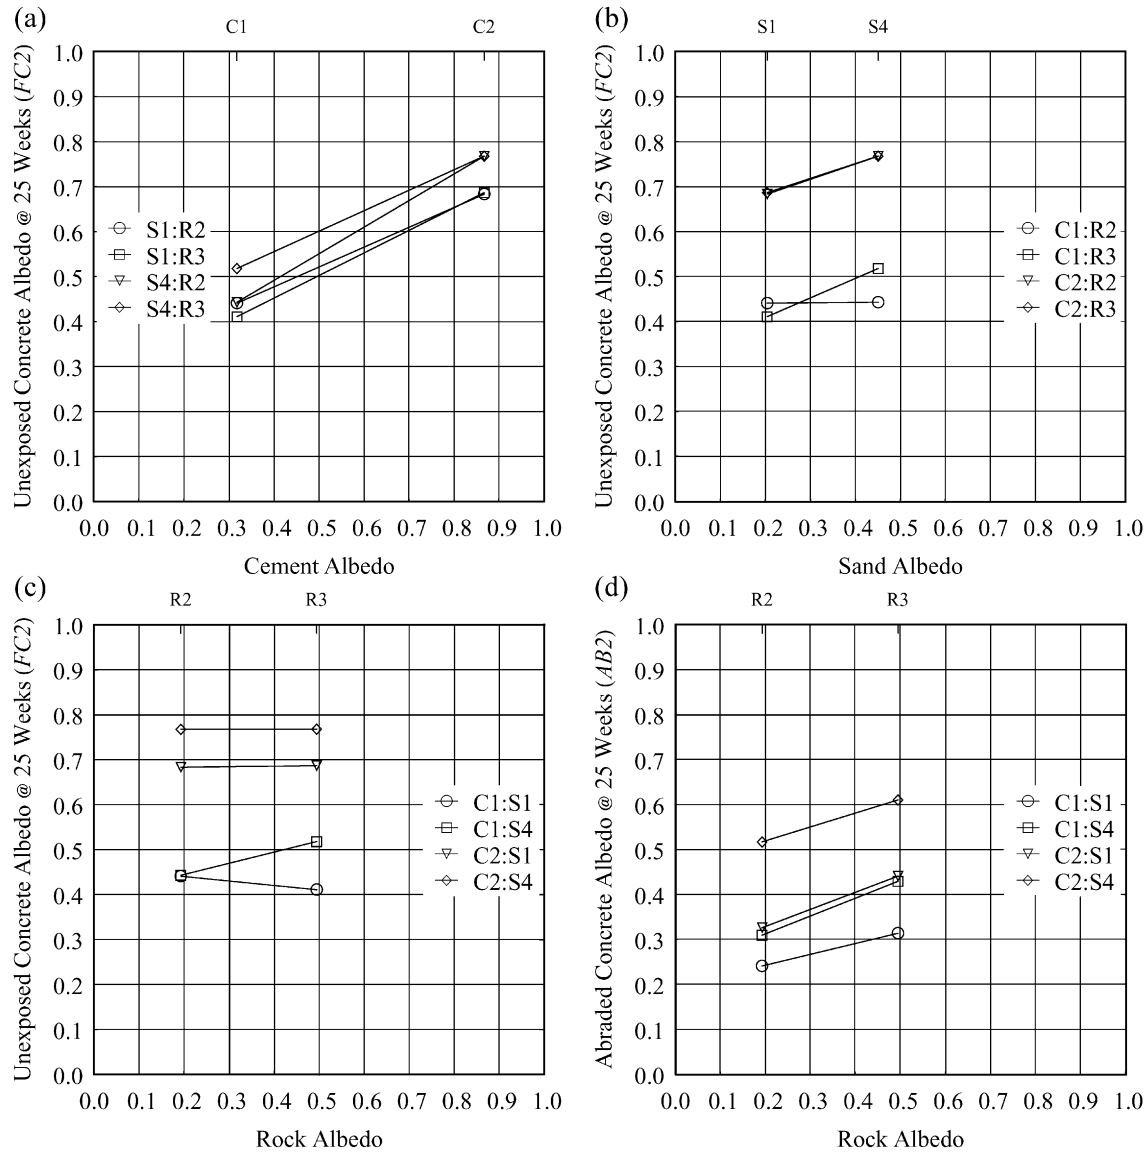 (a)
C1 C2
Unexposed Concrete Albedo @ 25 Weeks (FC2)
1.0
0.9
0.8
0.7
0.6
0.5
0.4
0.3
0.2
0.1
0.0
S1:R2
S1:R3
S4:R2
S4:R3
0.0 0.1 0.2 0.3 0.4 0.5 0.6 0.7 0.8 0.9 1.0
Cement Albedo
(b)
S1 S4
Unexposed Concrete Albedo @ 25 Weeks (FC2)
1.0
0.9
0.8
0.7
0.6
0.5
0.4
0.3
0.2
0.1
0.0
C1:R2
C1:R3
C2:R2
C2:R3
0.0 0.1 0.2 0.3 0.4 0.5 0.6 0.7 0.8 0.9 1.0
Sand Albedo
(c)
R2 R3
Unexposed Concrete Albedo @ 25 Weeks (FC2)
1.0
0.9
0.8
0.7
0.6
0.5
0.4
0.3
0.2
0.1
0.0
C1:S1
C1:S4
C2:S1
C2:S4
0.0 0.1 0.2 0.3 0.4 0.5 0.6 0.7 0.8 0.9 1.0
Rock Albedo
(d)
R2 R3
Abraded Concrete Albedo @ 25 Weeks (AB2)
1.0
0.9
0.8
0.7
0.6
0.5
0.4
0.3
0.2
0.1
0.0
C1:S1
C1:S4
C2:S1
C2:S4
0.0 0.1 0.2 0.3 0.4 0.5 0.6 0.7 0.8 0.9 1.0
Rock Albedo